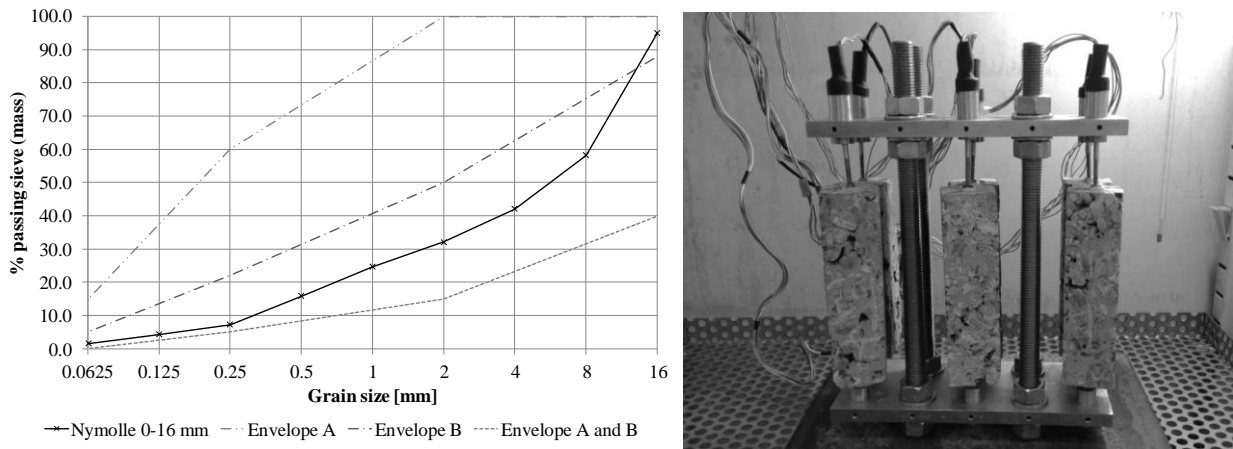 100.0
90.0
80.0
70.0
60.0
50.0
40.0
30.0
20.0
10.0
0.0
% passing sieve (mass)
0.0625 0.125 0.25 0.5 1 2 4 8 16
Grain size [mm]
Nymolle 0-16 mm Envelope A Envelope B Envelope A and B